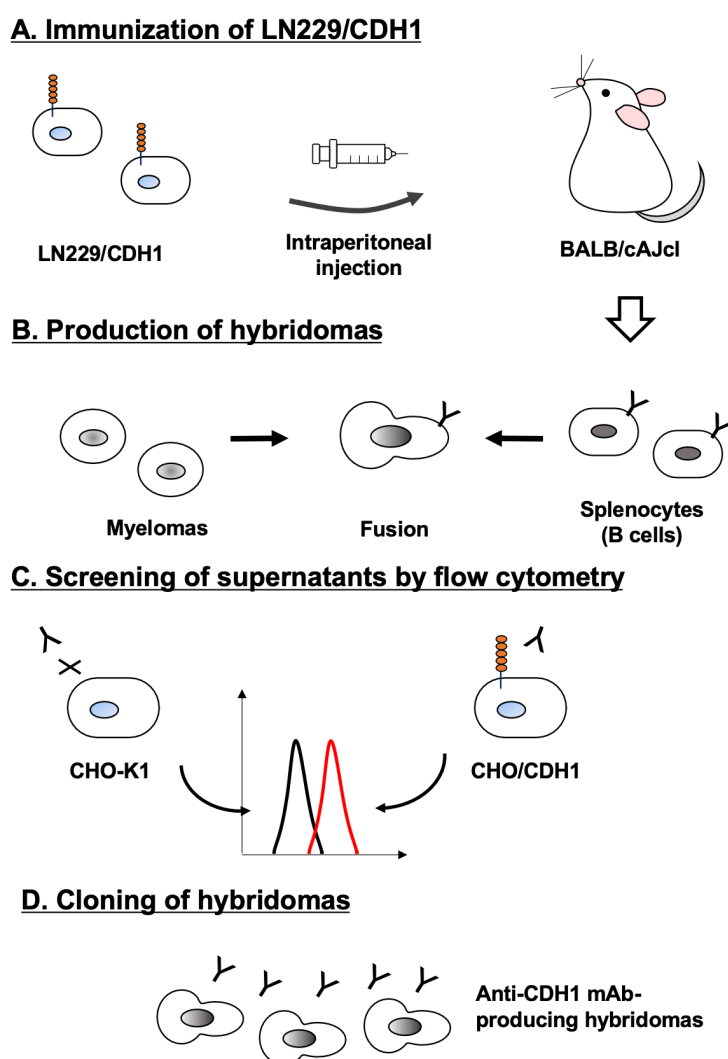 A. Immunization of LN229/CDH1
LN229/CDH1
Intraperitoneal
injection
BALB/cAJcl
B. Production of hybridomas
Myelomas
Fusion
Splenocytes
(B cells)
C. Screening of supernatants by flow cytometry
CHO-K1
CHO/CDH1
D. Cloning of hybridomas
Anti-CDH1 mAb-
producing hybridomas